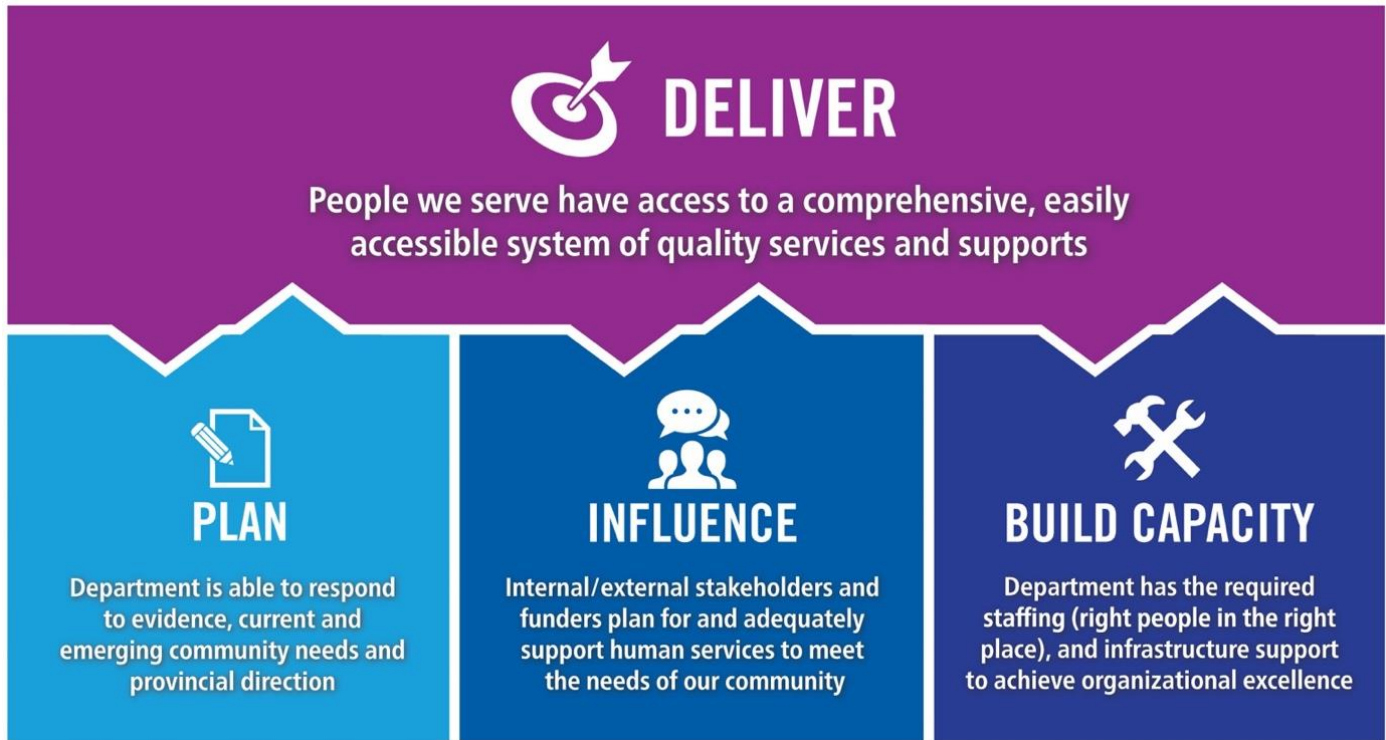 DELIVER
People we serve have access to a comprehensive, easily
accessible system of quality services and supports
PLAN
Department is able to respond
to evidence, current and
emerging community needs and
provincial direction
INFLUENCE
Internal/external stakeholders and
funders plan for and adequately
support human services to meet
the needs of our community
BUILD CAPACITY
Department has the required
staffing (right people in the right
place), and infrastructure support
to achieve organizational excellence